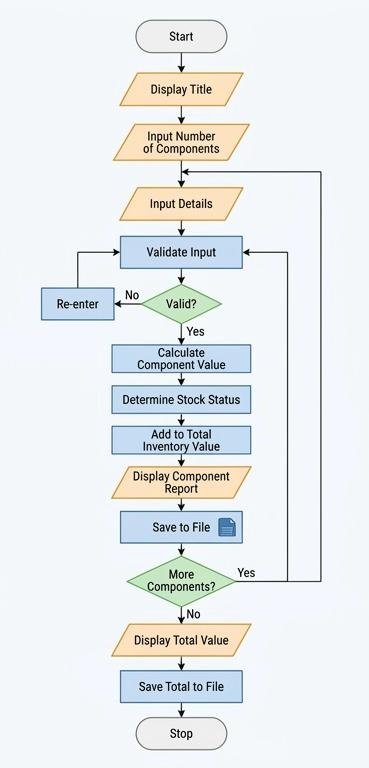 Start
Display Title
Input Number
of Components
Input Details
Validate Input
Re-enter
No
Valid?
Yes
Calculate
Component Value
Determine Stock Status
Add to Total
Inventory Value
Display Component
Report
Save to File
More
Components?
Yes
No
Display Total Value
Save Total to File
Stop